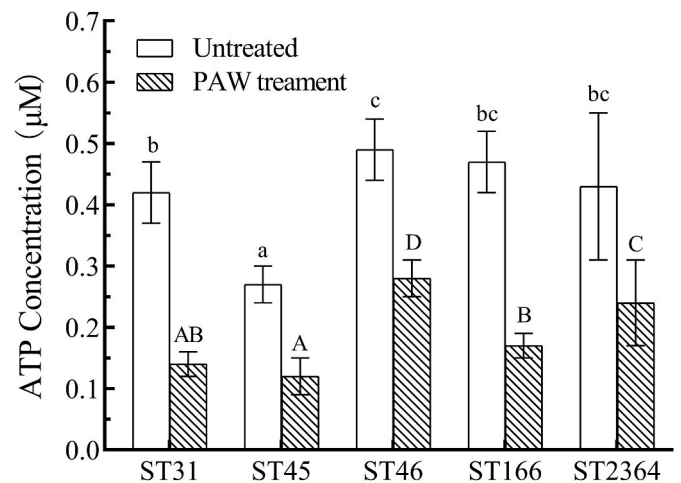 0.7
0.6
0.5
0.4
0.3
0.2
0.1
0.0
ATP Concentration (μM)
Untreated
PAW treament
b
AB
a
A
c
D
bc
B
bc
C
ST31 ST45 ST46 ST166 ST2364